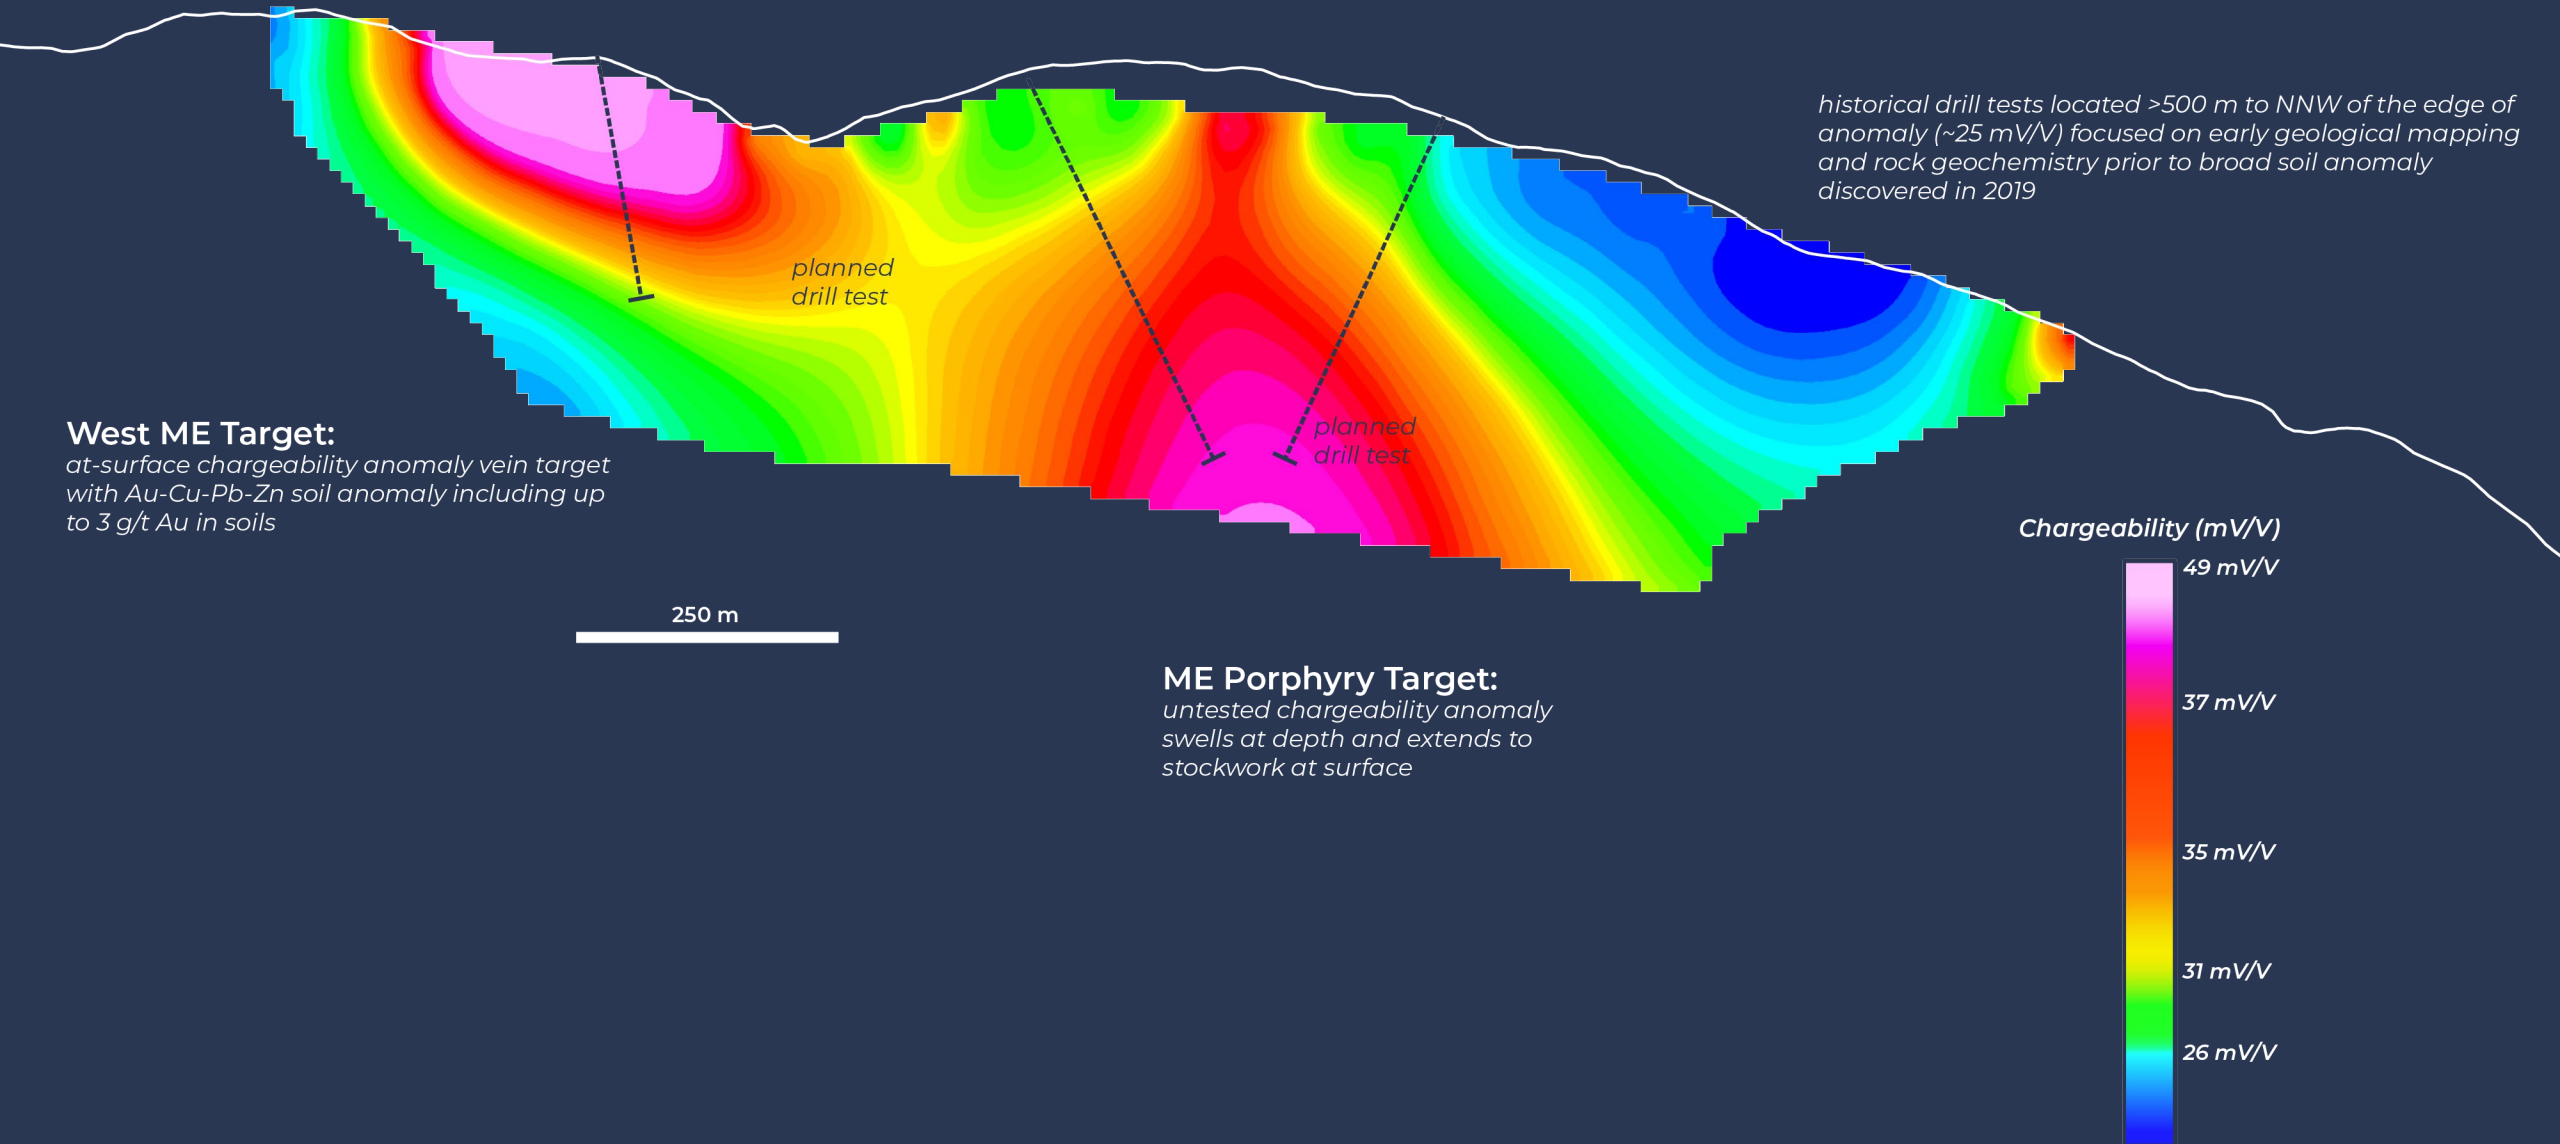 historical drill tests located >500 m to NNW of the edge of
anomaly (~25 mV/V) focused on early geological mapping
and rock geochemistry prior to broad soil anomaly
discovered in 2019
planned
drill test
West ME Target:
at-surface chargeability anomaly vein target
with Au-Cu-Pb-Zn soil anomaly including up
to 3 g/t Au in soils
planned
drill test
250 m
ME Porphyry Target:
untested chargeability anomaly
swells at depth and extends to
stockwork at surface
Chargeability (mV/V)
49 mV/V
37 mV/V
35 mV/V
31 mV/V
26 mV/V